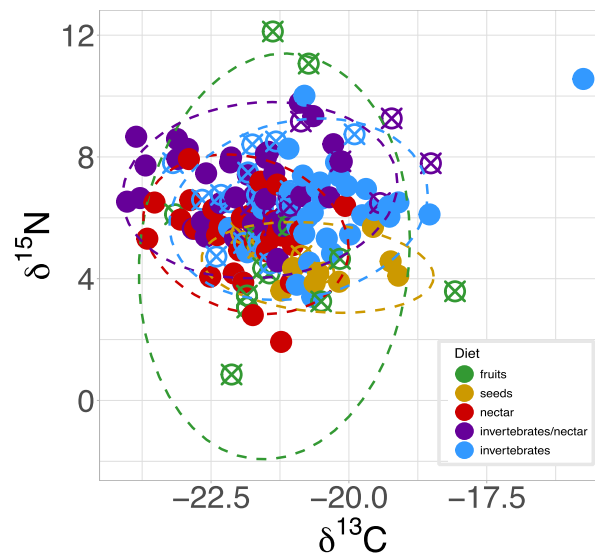 12
8
4
0
δ15N
−22.5 −20.0 −17.5
δ13C
Diet
fruits
seeds
nectar
invertebrates/nectar
invertebrates